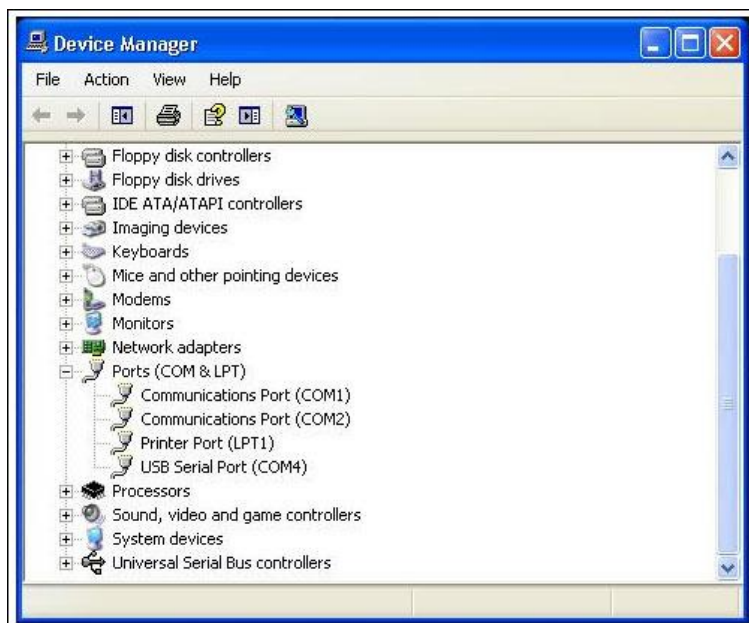 Device Manager
File Action View Help
Floppy disk controllers
Floppy disk drives
IDE ATA/ATAPI controllers
Imaging devices
Keyboards
Mice and other pointing devices
Modems
Monitors
Network adapters
Ports (COM & LPT)
Communications Port (COM1)
Communications Port (COM2)
Printer Port (LPT1)
USB Serial Port (COM4)
Processors
Sound, video and game controllers
System devices
Universal Serial Bus controllers